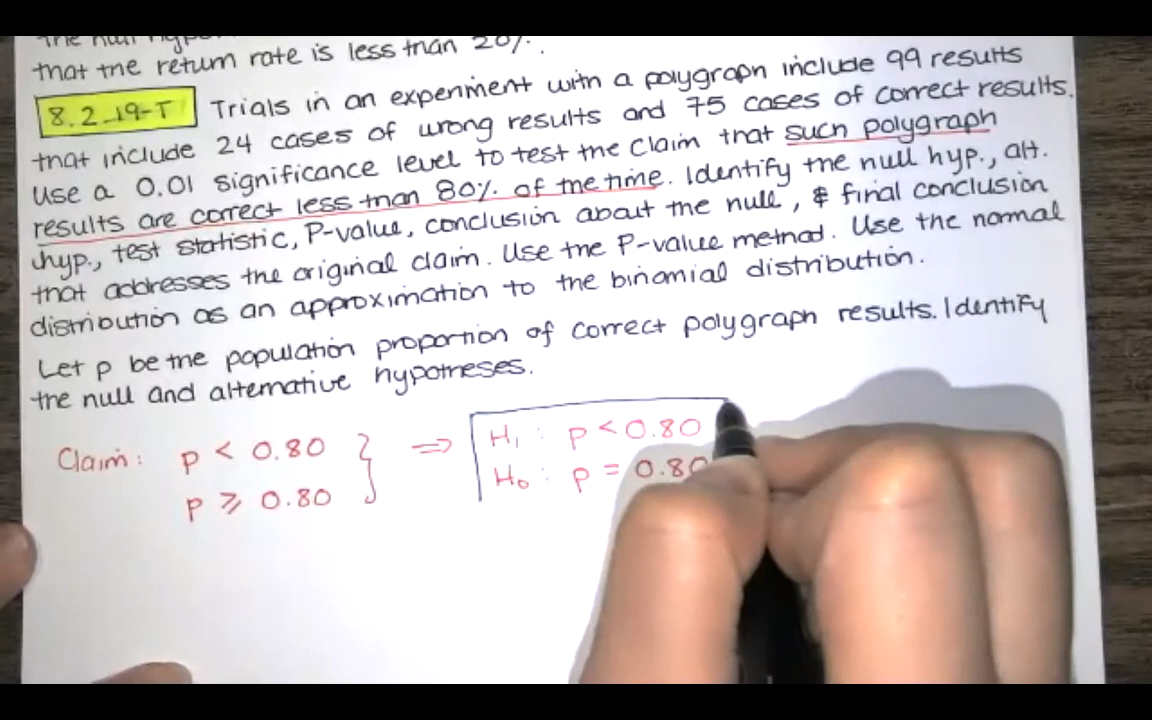 that the return rate is less than 20%.
8.2.19-T Trials in an experiment with a polygraph include 99 results
that include 24 cases of wrong results and 75 cases of correct results.
Use a 0.01 significance level to test the claim that such polygraph
results are correct less than 80% of the time. Identify the null hyp., alt.
hyp., test statistic, P-value, conclusion about the null, & final conclusion
that addresses the original claim. Use the P-value method. Use the normal
distribution as an approximation to the binomial distribution.
Let p be the population proportion of correct polygraph results. Identify
the null and alternative hypotheses.
Claim: p < 0.80 ⟹ H₁ : p < 0.80
p ⩾ 0.80 H₀ : p = 0.80